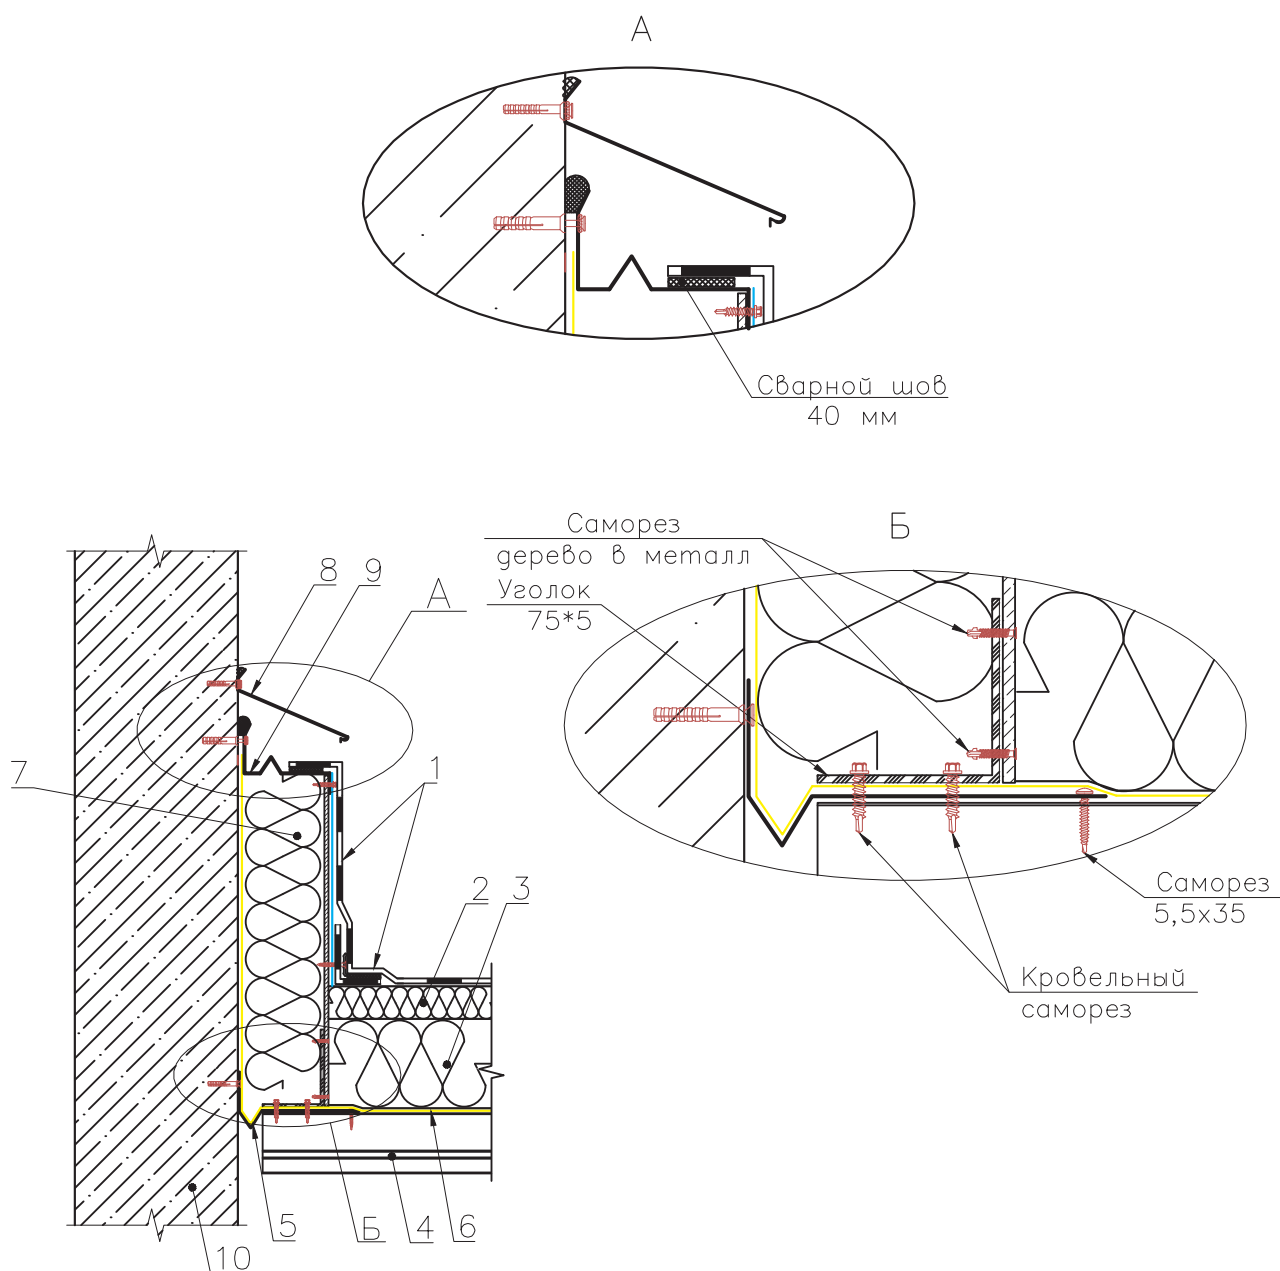 А
Сварной шов
40 мм
Саморез
дерево в металл
Уголок
75*5
Б
8
9
А
7
1
2
3
Саморез
5,5х35
Кровельный
саморез
5
Б
4
6
10